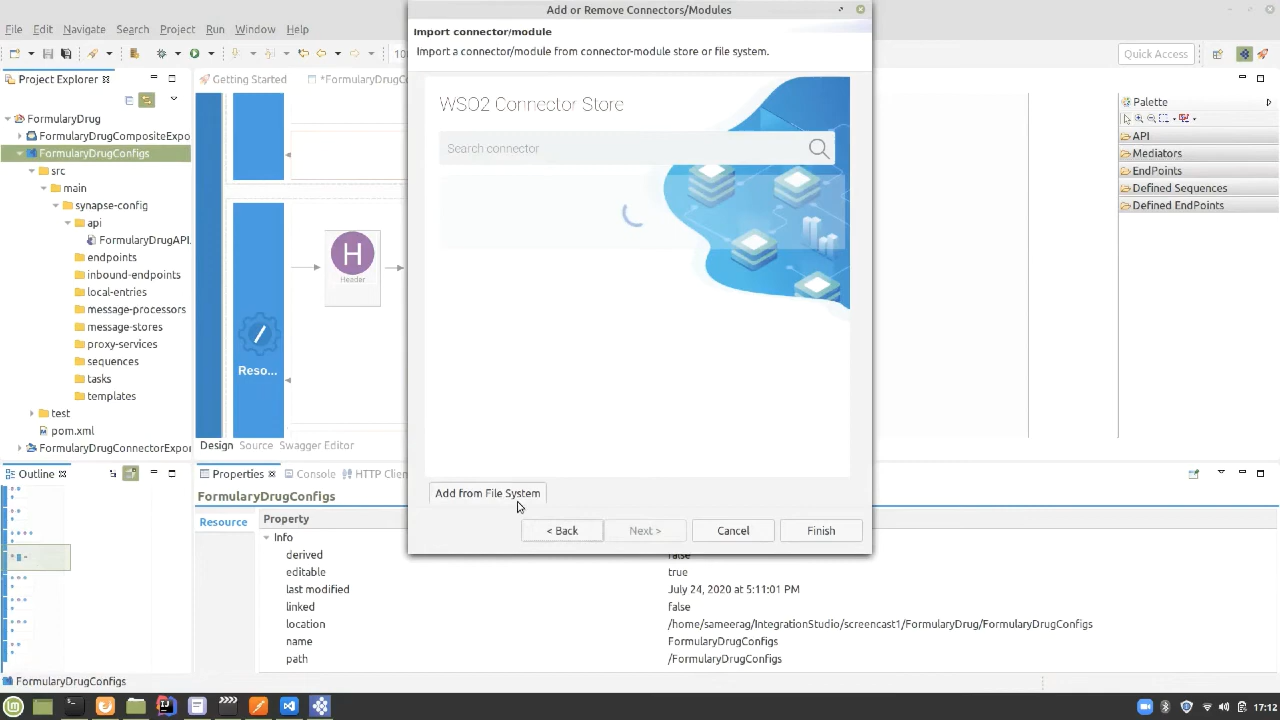 Add or Remove Connectors/Modules
File Edit Navigate Search Project Run Window Help
Import connector/module
Import a connector/module from connector-module store or file system.
Quick Access
Project Explorer
Getting Started
*FormularyDrugC
FormularyDrug
FormularyDrugCompositeExpo
FormularyDrugConfigs
src
main
synapse-config
api
FormularyDrugAPI.
endpoints
inbound-endpoints
local-entries
message-processors
message-stores
proxy-services
sequences
tasks
templates
test
pom.xml
FormularyDrugConnectorExpor
H
Header
Reso...
WSO2 Connector Store
Search connector
Palette
API
Mediators
EndPoints
Defined Sequences
Defined EndPoints
Design Source Swagger Editor
Add from File System
< Back Next > Cancel Finish
Outline
Properties Console HTTP Clien
FormularyDrugConfigs
Resource
Property
Info
derived false
editable true
last modified July 24, 2020 at 5:11:01 PM
linked false
location /home/sameerag/IntegrationStudio/screencast1/FormularyDrug/FormularyDrugConfigs
name FormularyDrugConfigs
path /FormularyDrugConfigs
FormularyDrugConfigs
17:12